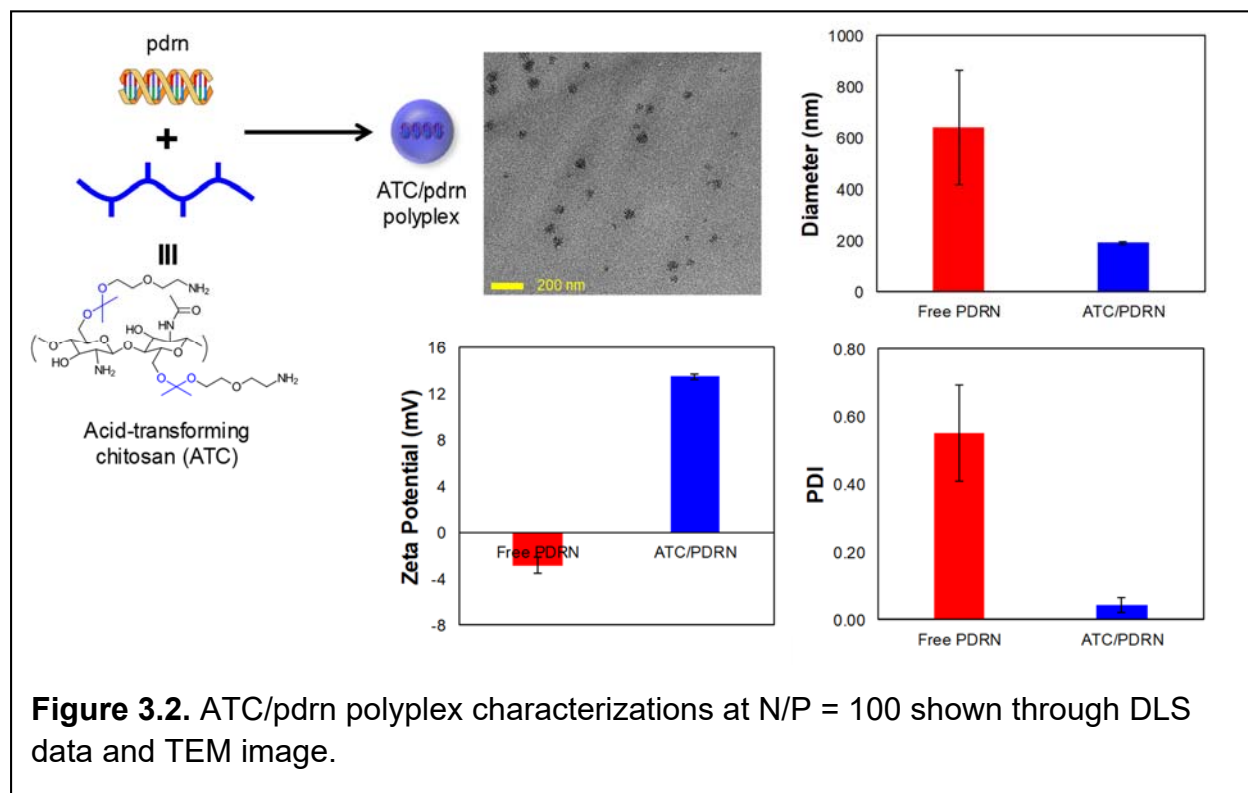 pdrn
+
ATC/pdrn
polyplex
200 nm
O
O
O
NH2
O
O
HN
HO
O
O
HO
NH2
O
O
O
O
O
NH2
Acid-transforming
chitosan (ATC)
Diameter (nm)
1000
800
600
400
200
0
Free PDRN
ATC/PDRN
Zeta Potential (mV)
16
12
8
4
0
-4
-8
Free PDRN
ATC/PDRN
PDI
0.80
0.60
0.40
0.20
0.00
Free PDRN
ATC/PDRN
Figure 3.2. ATC/pdrn polyplex characterizations at N/P = 100 shown through DLS
data and TEM image.